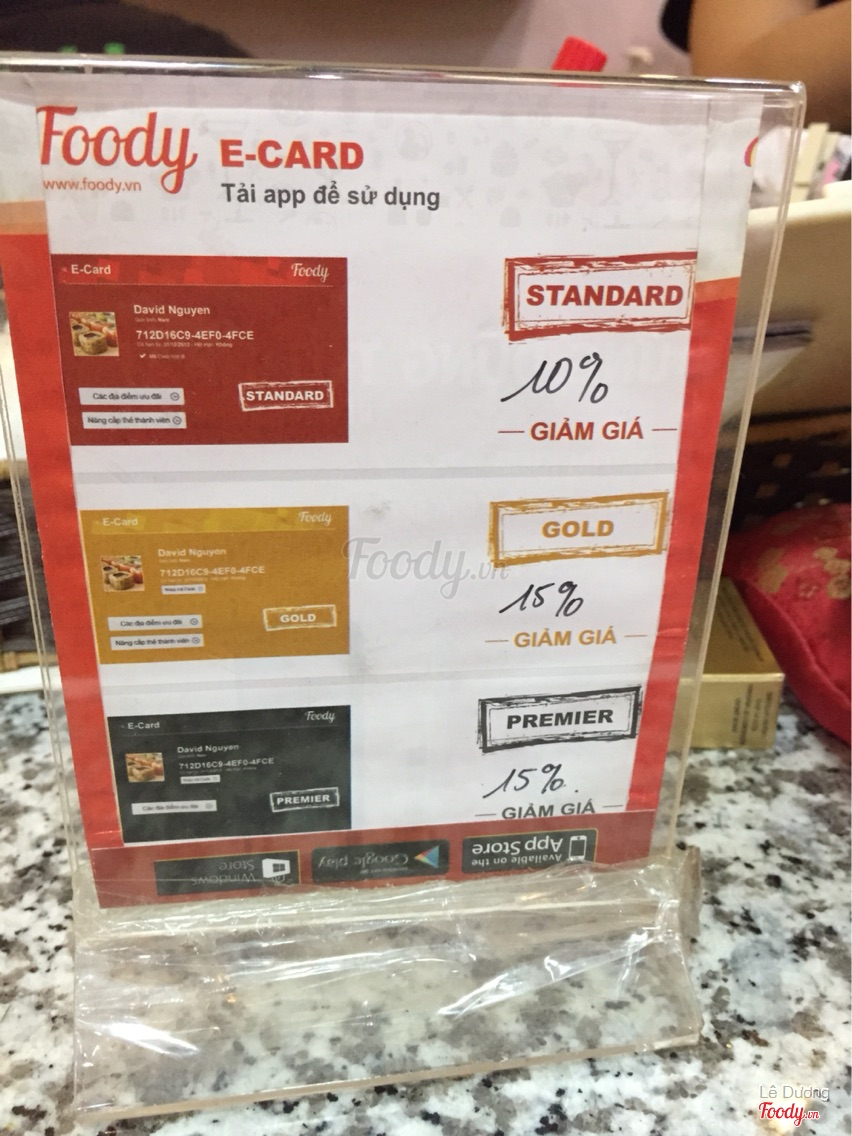 Foody E-CARD
www.foody.vn
Tải app để sử dụng
E-Card Foody
David Nguyen
712D16C9-4EF0-4FCE
Các địa điểm ưu đãi
Nâng cấp thẻ thành viên
STANDARD
STANDARD
10%
GIẢM GIÁ
E-Card Foody
David Nguyen
712D16C9-4EF0-4FCE
Các địa điểm ưu đãi
Nâng cấp thẻ thành viên
GOLD
GOLD
15%
GIẢM GIÁ
Foody.vn
E-Card Foody
David Nguyen
712D16C9-4EF0-4FCE
Các địa điểm ưu đãi
PREMIER
PREMIER
15%.
GIẢM GIÁ
Windows Store
Google play
Available on the
App Store
Lê Dương
Foody.vn